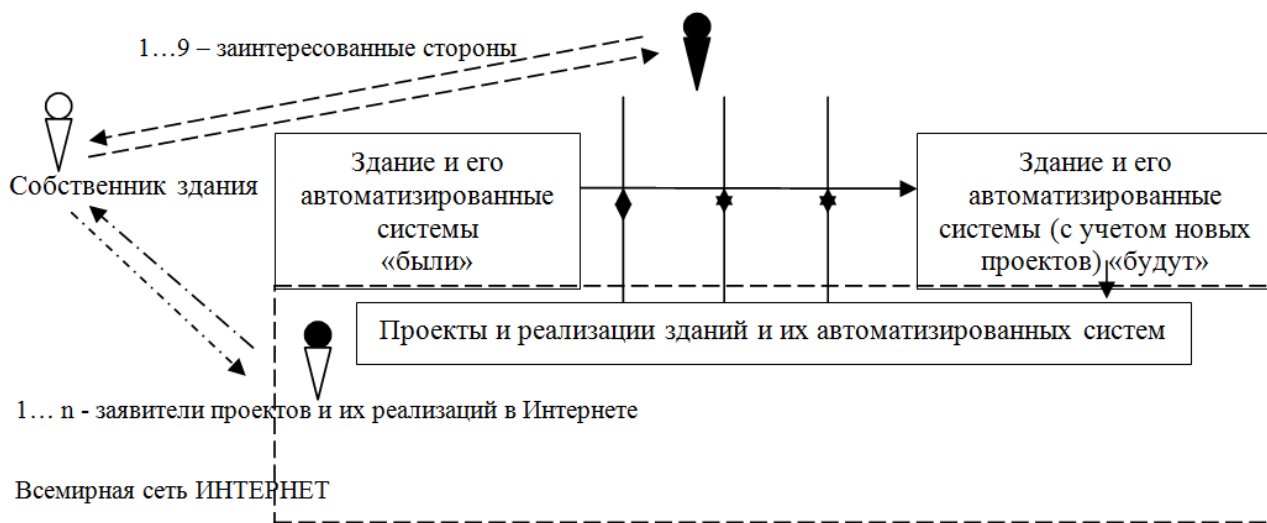 1…9 – заинтересованные стороны
Собственник здания
Здание и его
автоматизированные
системы
«были»
Здание и его
автоматизированные
системы (с учетом новых
проектов) «будут»
Проекты и реализации зданий и их автоматизированных систем
1… n - заявители проектов и их реализаций в Интернете
Всемирная сеть ИНТЕРНЕТ